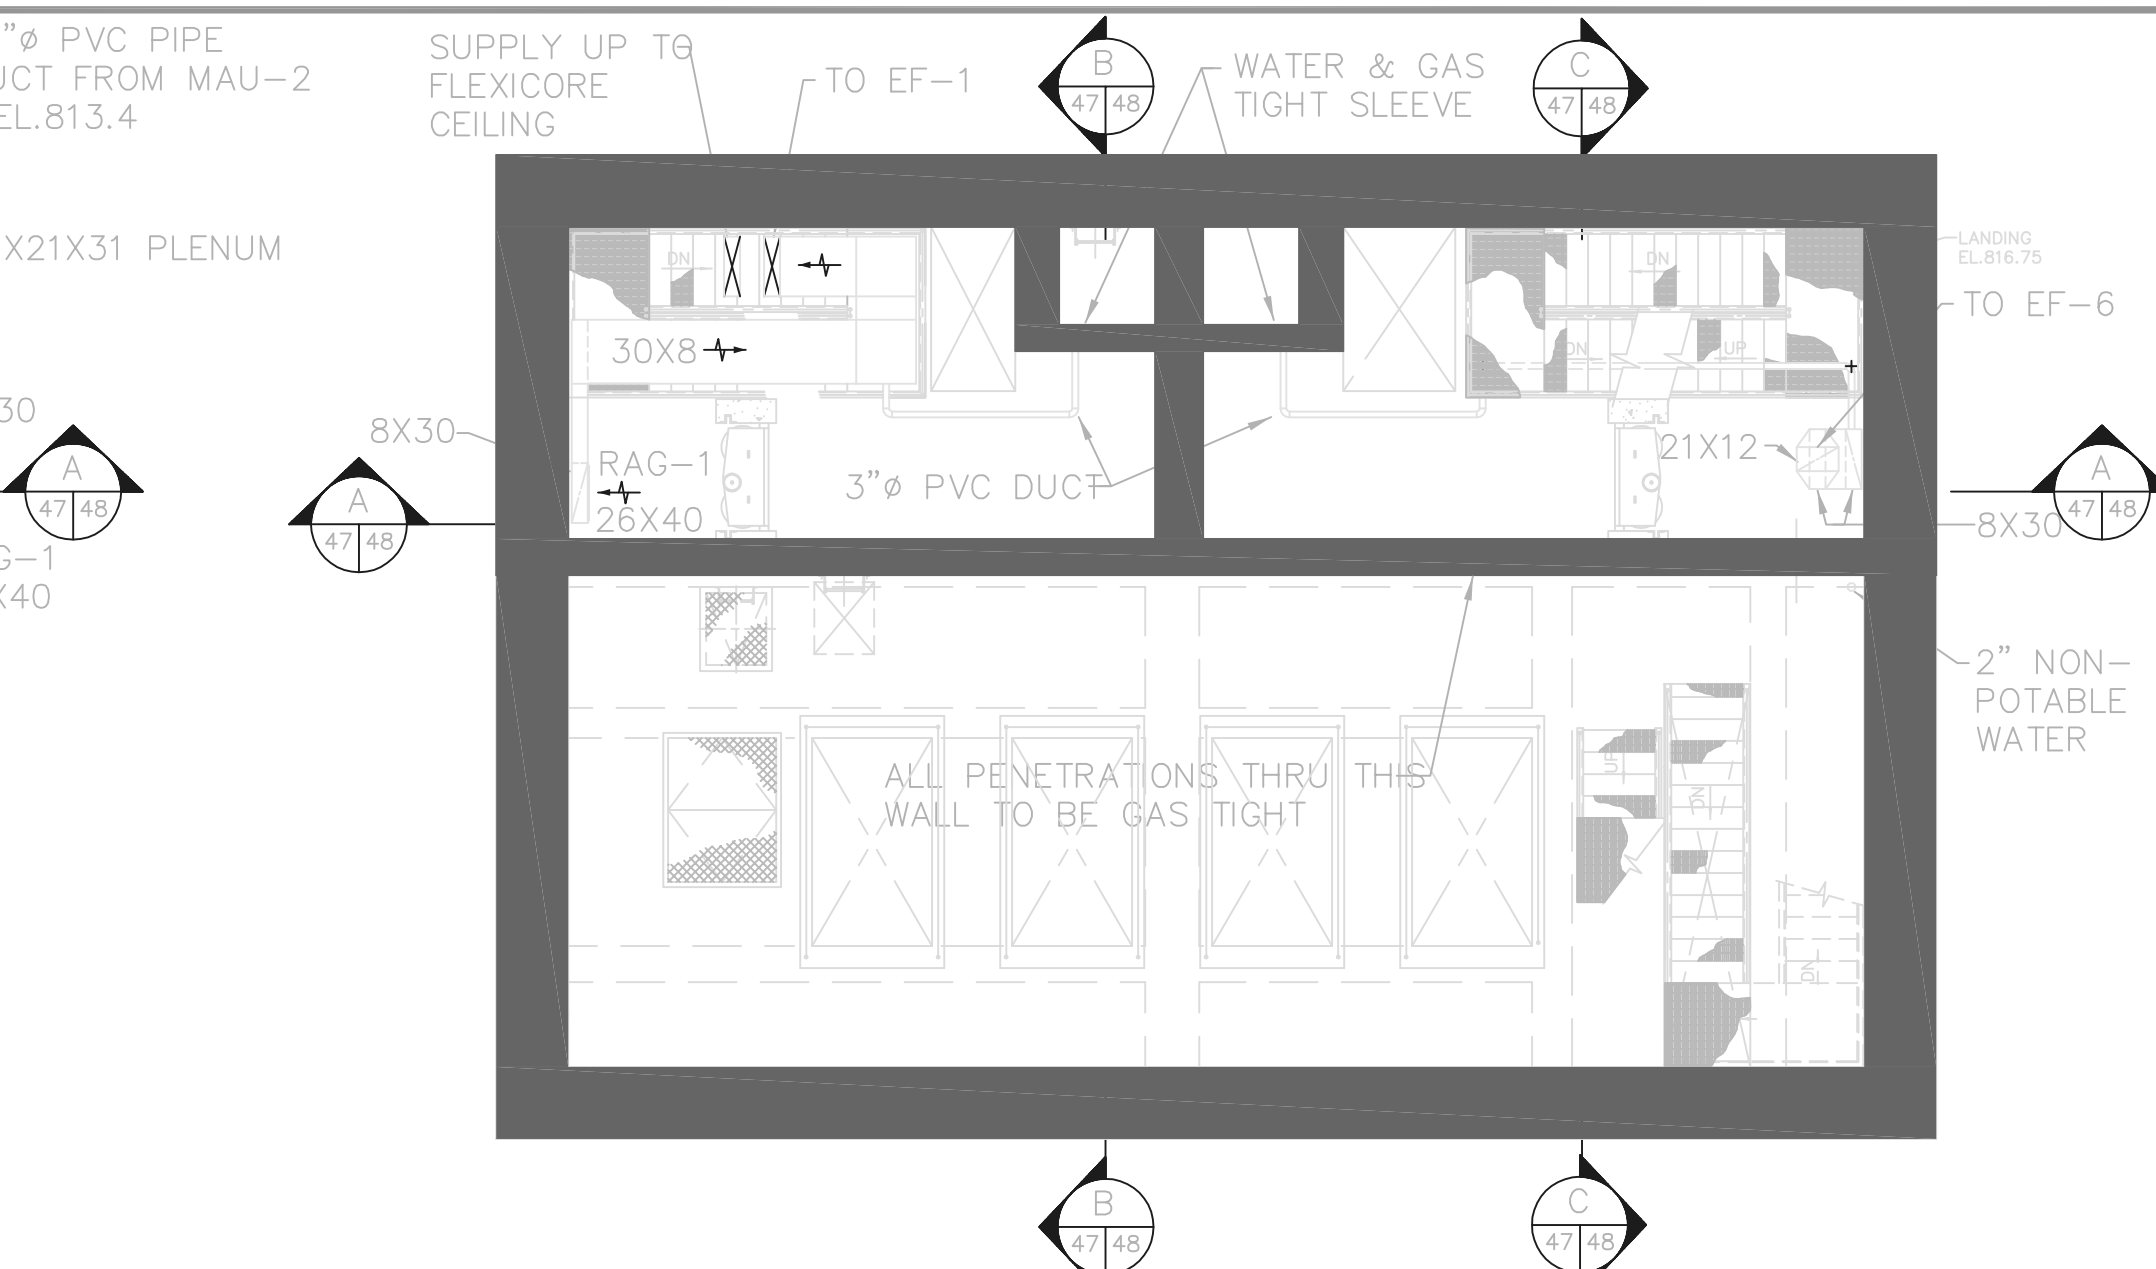 "ø PVC PIPE
UCT FROM MAU-2
EL.813.4
SUPPLY UP TO
FLEXICORE
CEILING
TO EF-1
B
47 48
WATER & GAS
TIGHT SLEEVE
C
47 48
X21X31 PLENUM
DN
DN
LANDING
EL.816.75
TO EF-6
30X8
DN
UP
30
8X30
A
47 48
A
47 48
RAG-1
26X40
3"ø PVC DUCT
21X12
8X30
A
47 48
G-1
X40
2" NON-
POTABLE
WATER
ALL PENETRATIONS THRU THIS
WALL TO BE GAS TIGHT
UP
DN
DN
B
47 48
C
47 48